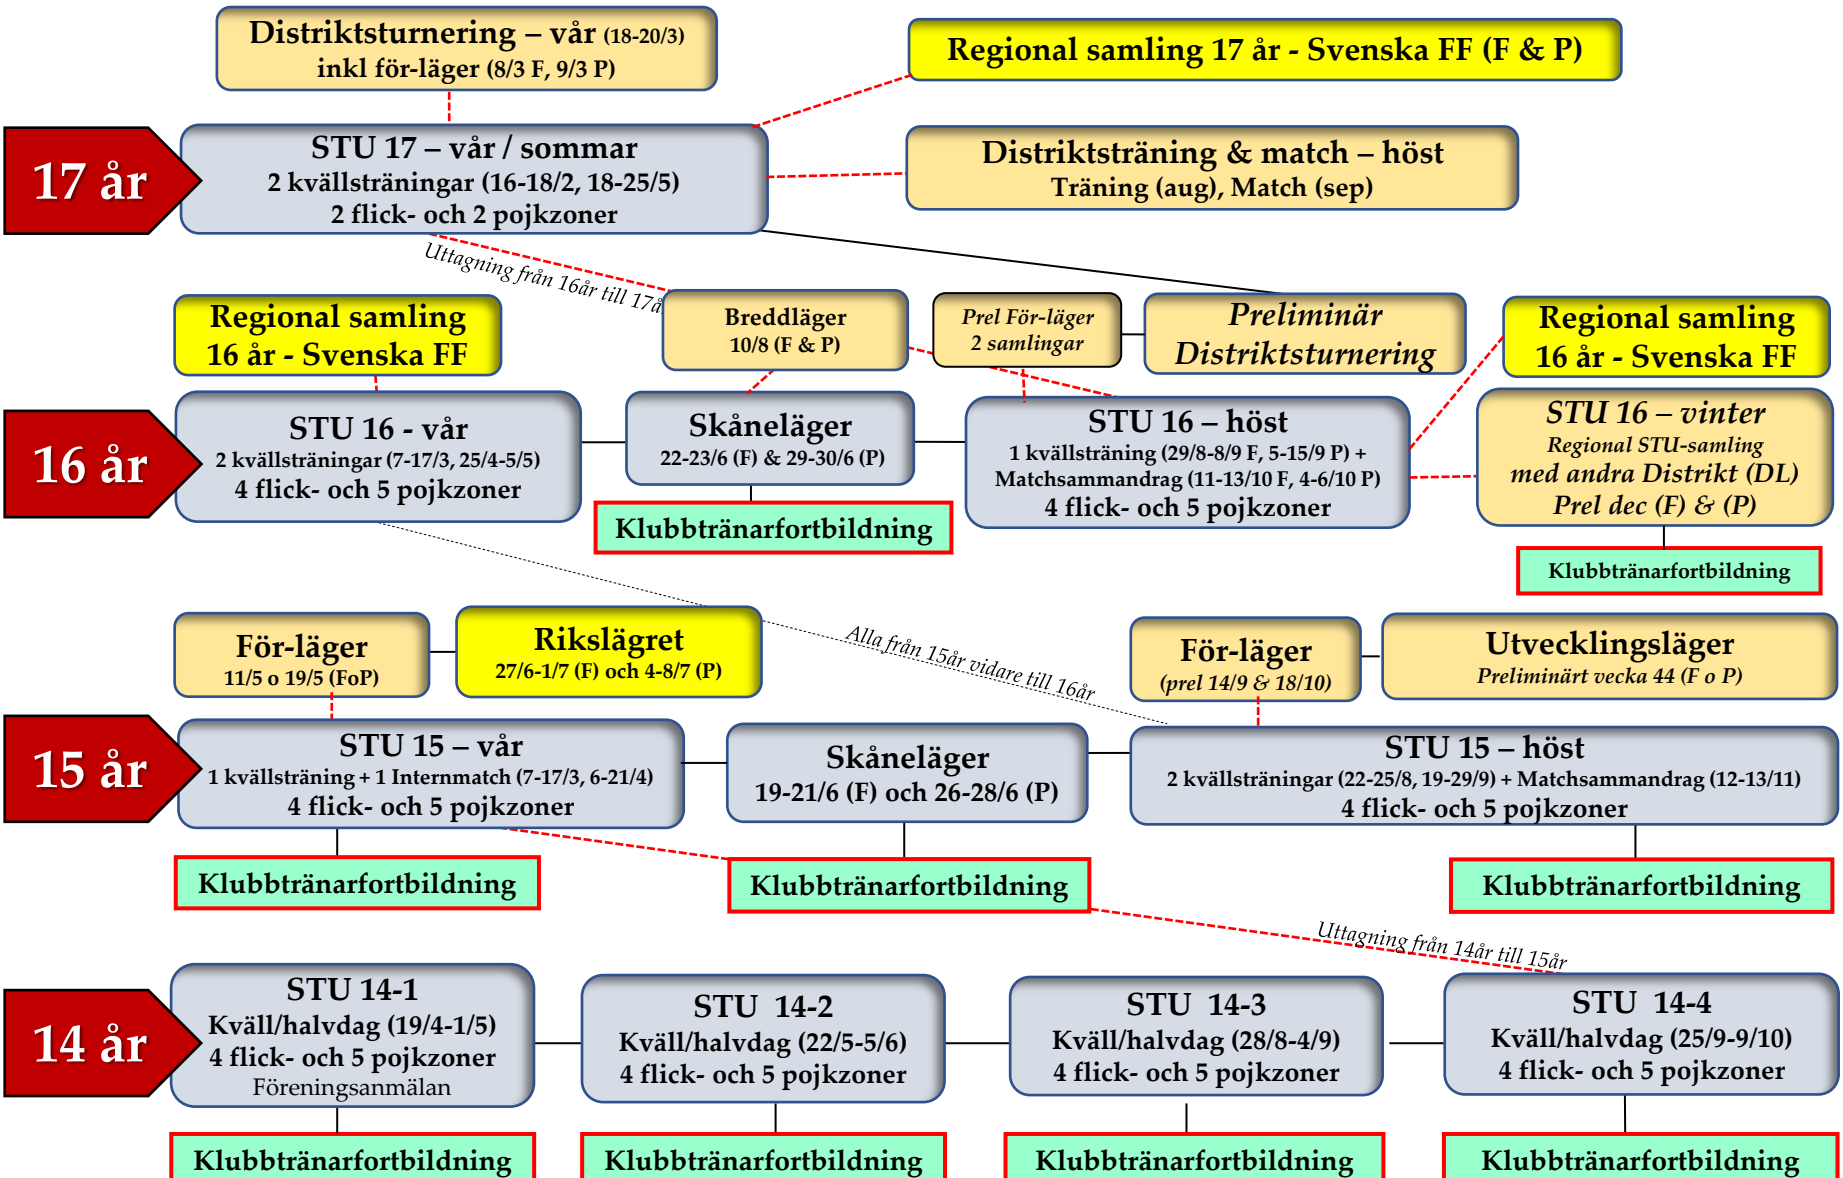 Distriktsturnering – vår (18-20/3)
inkl för-läger (8/3 F, 9/3 P)
Regional samling 17 år - Svenska FF (F & P)
17 år
STU 17 – vår / sommar
2 kvällsträningar (16-18/2, 18-25/5)
2 flick- och 2 pojkzoner
Distriktsträning & match – höst
Träning (aug), Match (sep)
Uttagning från 16år till 17år
Regional samling
16 år - Svenska FF
Breddläger
10/8 (F & P)
Prel För-läger
2 samlingar
Preliminär
Distriktsturnering
Regional samling
16 år - Svenska FF
16 år
STU 16 - vår
2 kvällsträningar (7-17/3, 25/4-5/5)
4 flick- och 5 pojkzoner
Skåneläger
22-23/6 (F) & 29-30/6 (P)
Klubbtränarfortbildning
STU 16 – höst
1 kvällsträning (29/8-8/9 F, 5-15/9 P) +
Matchsammandrag (11-13/10 F, 4-6/10 P)
4 flick- och 5 pojkzoner
STU 16 – vinter
Regional STU-samling
med andra Distrikt (DL)
Prel dec (F) & (P)
Klubbtränarfortbildning
För-läger
11/5 o 19/5 (FoP)
Rikslägret
27/6-1/7 (F) och 4-8/7 (P)
Alla från 15år vidare till 16år
För-läger
(prel 14/9 & 18/10)
Utvecklingsläger
Preliminärt vecka 44 (F o P)
15 år
STU 15 – vår
1 kvällsträning + 1 Internmatch (7-17/3, 6-21/4)
4 flick- och 5 pojkzoner
Skåneläger
19-21/6 (F) och 26-28/6 (P)
STU 15 – höst
2 kvällsträningar (22-25/8, 19-29/9) + Matchsammandrag (12-13/11)
4 flick- och 5 pojkzoner
Klubbtränarfortbildning
Klubbtränarfortbildning
Klubbtränarfortbildning
Uttagning från 14år till 15år
14 år
STU 14-1
Kväll/halvdag (19/4-1/5)
4 flick- och 5 pojkzoner
Föreningsanmälan
STU 14-2
Kväll/halvdag (22/5-5/6)
4 flick- och 5 pojkzoner
STU 14-3
Kväll/halvdag (28/8-4/9)
4 flick- och 5 pojkzoner
STU 14-4
Kväll/halvdag (25/9-9/10)
4 flick- och 5 pojkzoner
Klubbtränarfortbildning
Klubbtränarfortbildning
Klubbtränarfortbildning
Klubbtränarfortbildning